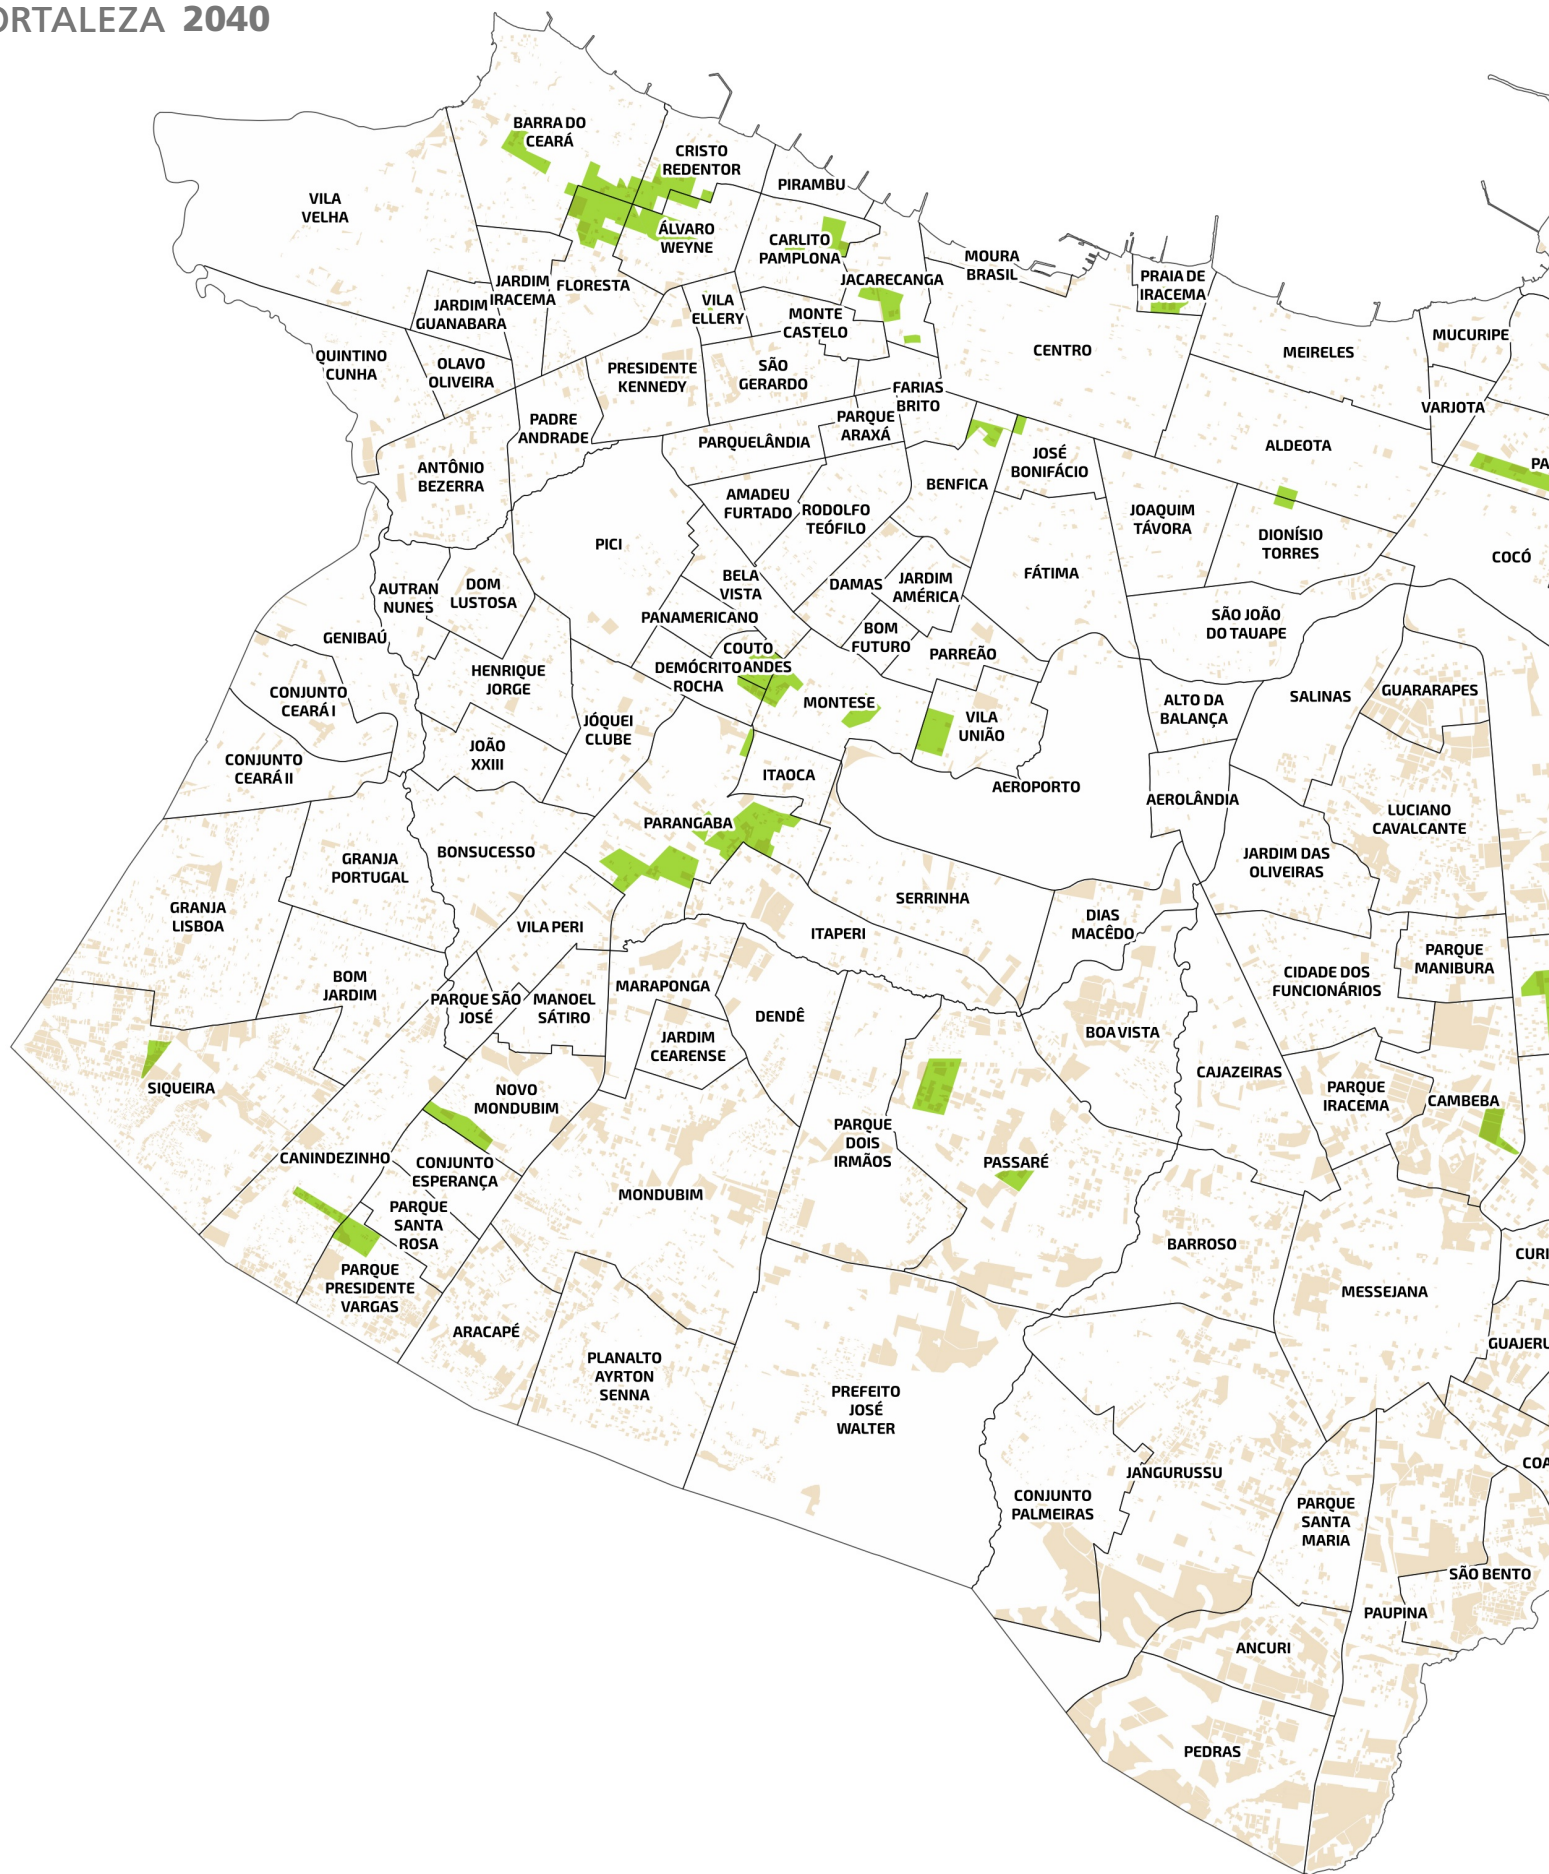 ORTALEZA 2040
BARRA DO
CEARÁ
CRISTO
REDENTOR
PIRAMBU
VILA
VELHA
ÁLVARO
WEYNE
CARLITO
PAMPLONA
MOURA
BRASIL
JACARECANGA
PRAIA DE
IRACEMA
JARDIM
IRACEMA
FLORESTA
JARDIM
GUANABARA
VILA
ELLERY
MONTE
CASTELO
MUCURIPE
CENTRO
MEIRELES
QUINTINO
CUNHA
OLAVO
OLIVEIRA
PRESIDENTE
KENNEDY
SÃO
GERARDO
FARIAS
BRITO
VARJOTA
PADRE
ANDRADE
PARQUE
ARAXÁ
PARQUELÂNDIA
ALDEOTA
JOSÉ
BONIFÁCIO
PA
ANTÔNIO
BEZERRA
BENFICA
AMADEU
FURTADO
RODOLFO
TEÓFILO
JOAQUIM
TÁVORA
DIONÍSIO
TORRES
PICI
COCÓ
FÁTIMA
BELA
VISTA
DAMAS
JARDIM
AMÉRICA
AUTRAN
NUNES
DOM
LUSTOSA
PANAMERICANO
SÃO JOÃO
DO TAUAPE
GENIBAÚ
BOM
FUTURO
COUTO
ANDES
PARREÃO
DEMÓCRITO
ROCHA
HENRIQUE
JORGE
CONJUNTO
CEARÁ I
MONTESE
SALINAS
GUARARAPES
ALTO DA
BALANÇA
VILA
UNIÃO
JÓQUEI
CLUBE
JOÃO
XXIII
CONJUNTO
CEARÁ II
ITAOCA
AEROPORTO
AEROLÂNDIA
LUCIANO
CAVALCANTE
PARANGABA
BONSUCESSO
GRANJA
PORTUGAL
JARDIM DAS
OLIVEIRAS
SERRINHA
GRANJA
LISBOA
DIAS
MACÊDO
VILA PERI
ITAPERI
PARQUE
MANIBURA
CIDADE DOS
FUNCIONÁRIOS
BOM
JARDIM
MARAPONGA
PARQUE SÃO
JOSÉ
MANOEL
SÁTIRO
DENDÊ
BOA VISTA
JARDIM
CEARENSE
CAJAZEIRAS
SIQUEIRA
NOVO
MONDUBIM
PARQUE
IRACEMA
CAMBEBA
PARQUE
DOIS
IRMÃOS
CANINDEZINHO
CONJUNTO
ESPERANÇA
PASSARÉ
MONDUBIM
PARQUE
SANTA
ROSA
BARROSO
CURI
PARQUE
PRESIDENTE
VARGAS
MESSEJANA
ARACAPÉ
GUAJERU
PLANALTO
AYRTON
SENNA
PREFEITO
JOSÉ
WALTER
COA
JANGURUSSU
CONJUNTO
PALMEIRAS
PARQUE
SANTA
MARIA
SÃO BENTO
PAUPINA
ANCURI
PEDRAS